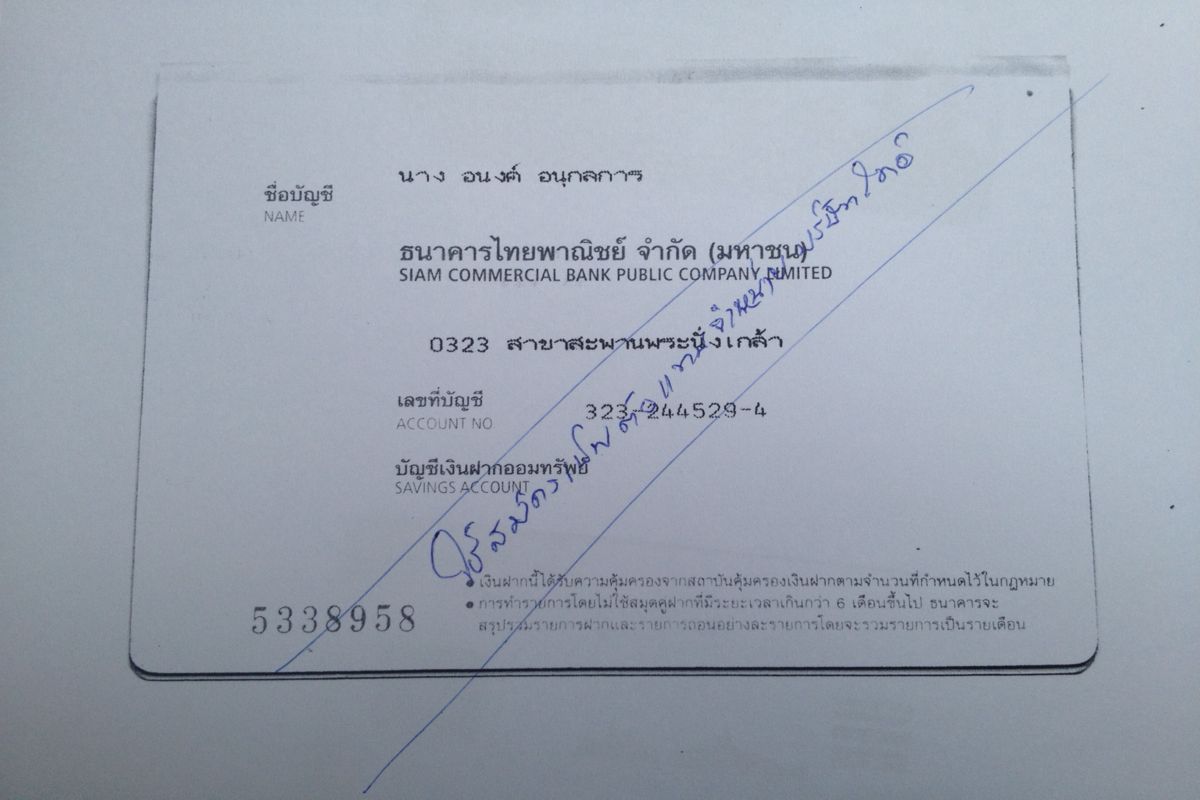 นาง อนงค์ อนุกลการ
ชื่อบัญชี
NAME
ธนาคารไทยพาณิชย์ จำกัด (มหาชน)
SIAM COMMERCIAL BANK PUBLIC COMPANY LIMITED
0323 สาขาสะพานพระนั่งเกล้า
เลขที่บัญชี
ACCOUNT NO.
323-244529-4
บัญชีเงินฝากออมทรัพย์
SAVINGS ACCOUNT
ใช้สมัครเป็นตัวแทนจำหน่าย
• เงินฝากนี้ได้รับความคุ้มครองจากสถาบันคุ้มครองเงินฝากตามจำนวนที่กำหนดไว้ในกฎหมาย
• การทำรายการโดยไม่ใช้สมุดคู่ฝากที่มีระยะเวลาเกินกว่า 6 เดือนขึ้นไป ธนาคารจะ
สรุปรวมรายการฝากและรายการถอนอย่างละรายการโดยจะรวมรายการเป็นรายเดือน
5338958